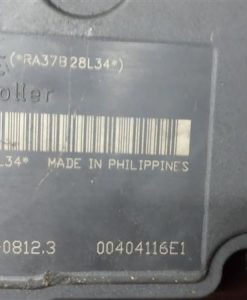 (*RA37B28L34*)
oller
L34* MADE IN PHILIPPINES
0812.3 00404116E1